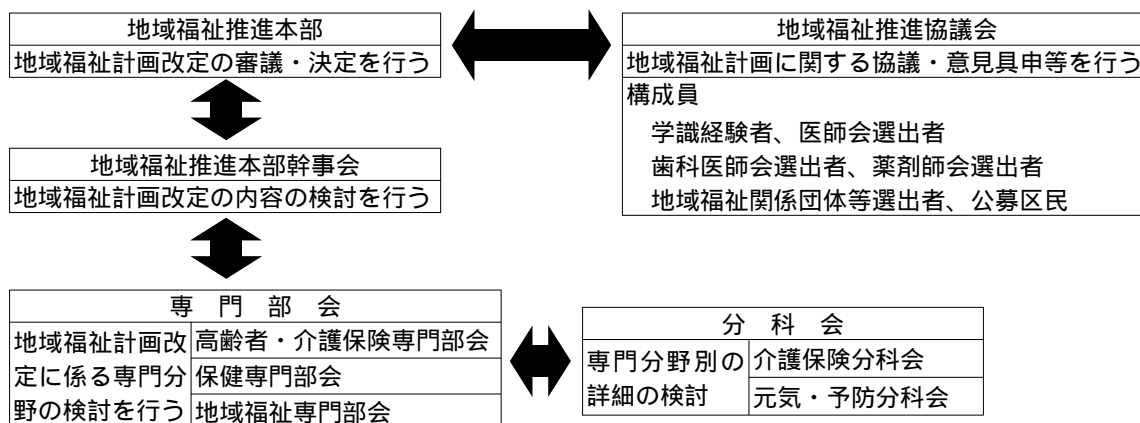 地域福祉推進本部
地域福祉計画改定の審議・決定を行う
地域福祉推進協議会
地域福祉計画に関する協議・意見具申等を行う
構成員
学識経験者、医師会選出者
歯科医師会選出者、薬剤師会選出者
地域福祉関係団体等選出者、公募区民
地域福祉推進本部幹事会
地域福祉計画改定の内容の検討を行う
専 門 部 会
地域福祉計画改
定に係る専門分
野の検討を行う
高齢者・介護保険専門部会
保健専門部会
地域福祉専門部会
分 科 会
専門分野別の
詳細の検討
介護保険分科会
元気・予防分科会